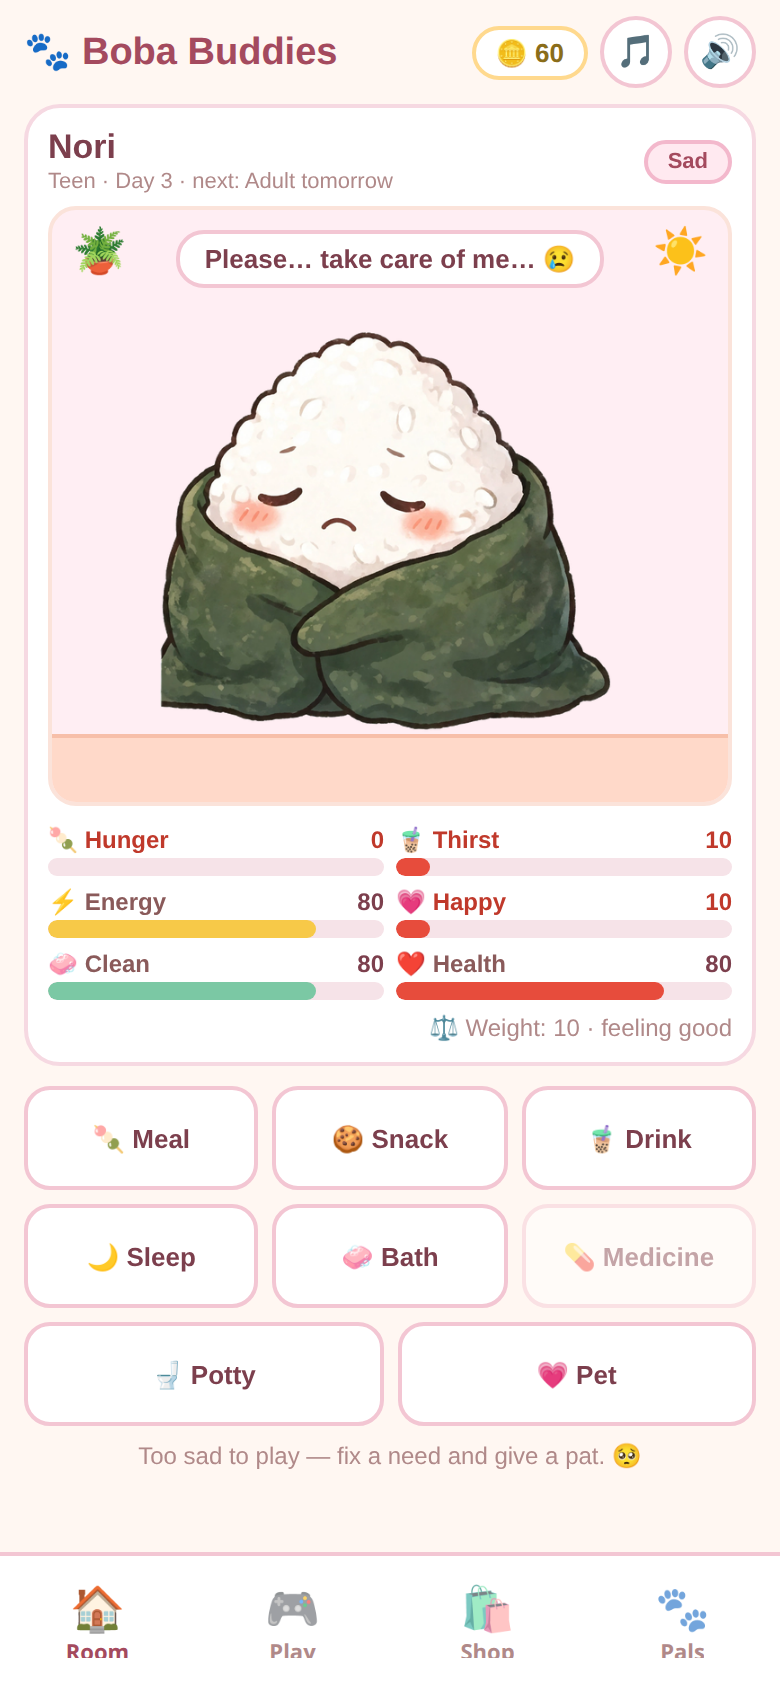 🐾 Boba Buddies
🪙 60
🎵 🔊
Nori
Teen · Day 3 · next: Adult tomorrow
Sad
Please… take care of me… 😢
🍡 Hunger 0
🧋 Thirst 10
⚡ Energy 80
💗 Happy 10
🧼 Clean 80
❤️ Health 80
⚖️ Weight: 10 · feeling good
🍡 Meal
🍪 Snack
🧋 Drink
🌙 Sleep
🧼 Bath
💊 Medicine
🚽 Potty
💗 Pet
Too sad to play — fix a need and give a pat. 🥺
Room
Play
Shop
Pals